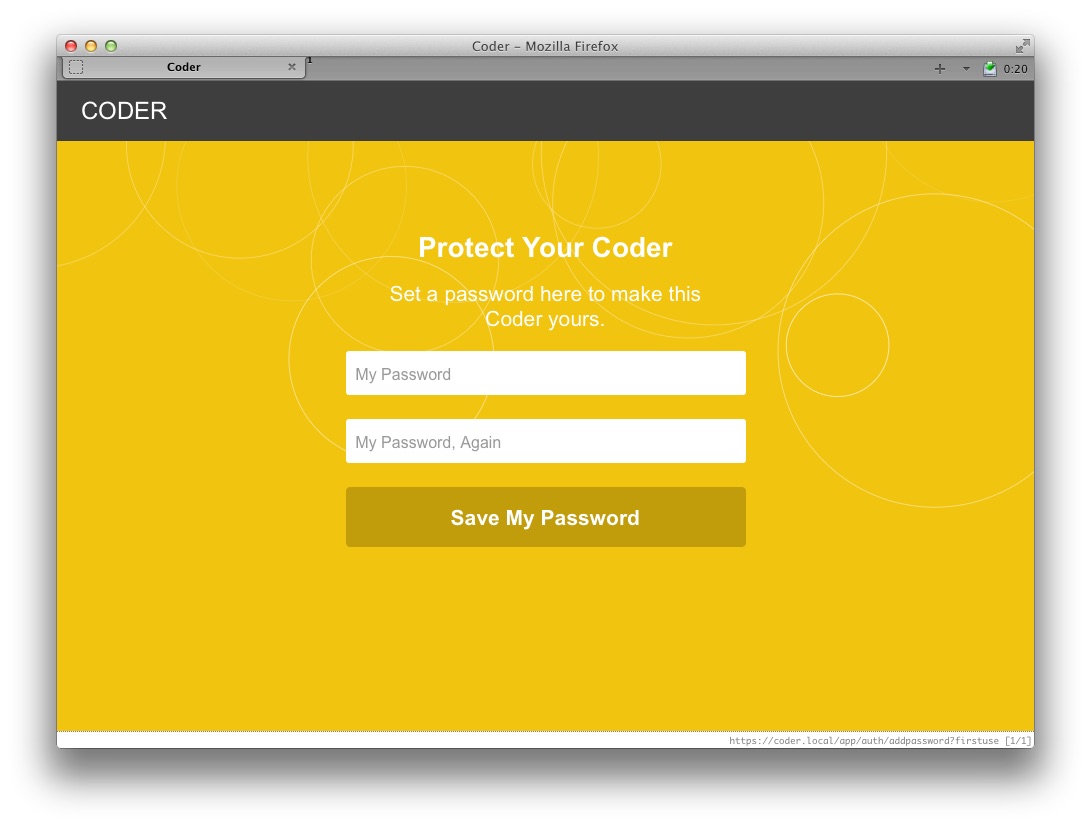 Coder – Mozilla Firefox
Coder
1
0:20
CODER
Protect Your Coder
Set a password here to make this
Coder yours.
My Password
My Password, Again
Save My Password
https://coder.local/app/auth/addpassword?firstuse [1/1]